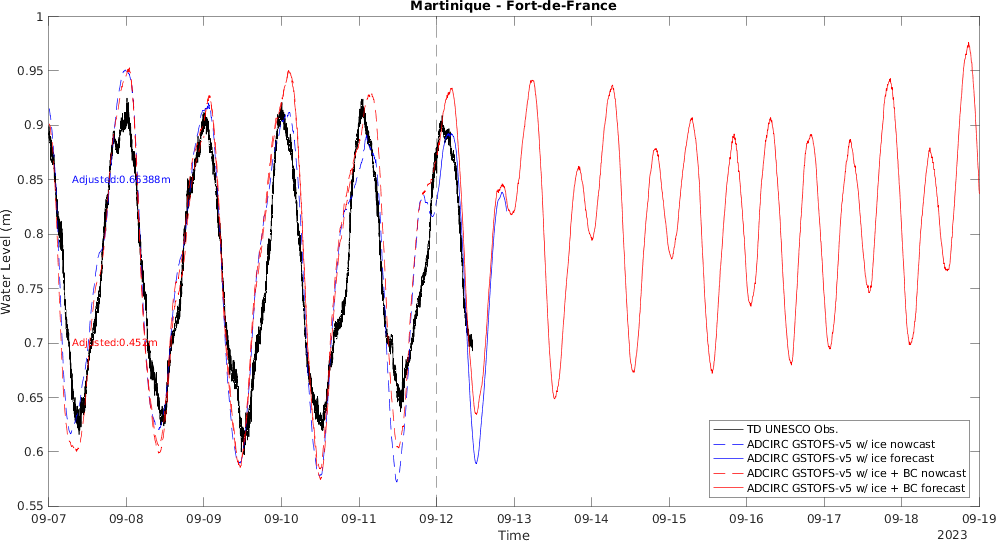 Martinique - Fort-de-France
1
0.95
0.9
0.85
0.8
0.75
0.7
0.65
0.6
0.55
Water Level (m)
Adjusted:0.66388m
Adjusted:0.452m
TD UNESCO Obs.
ADCIRC GSTOFS-v5 w/ ice nowcast
ADCIRC GSTOFS-v5 w/ ice forecast
ADCIRC GSTOFS-v5 w/ ice + BC nowcast
ADCIRC GSTOFS-v5 w/ ice + BC forecast
09-07 09-08 09-09 09-10 09-11 09-12 09-13 09-14 09-15 09-16 09-17 09-18 09-19
Time
2023